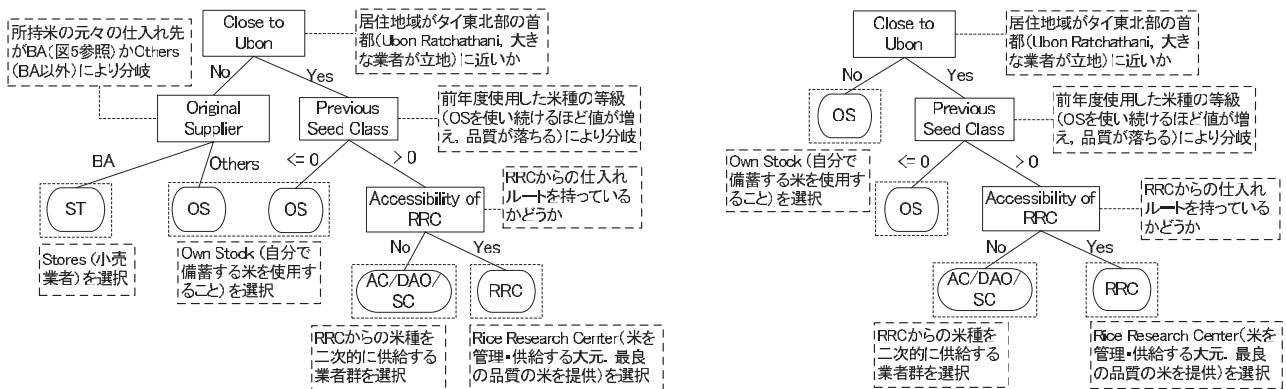 所持米の元々の仕入れ先
がBA(図5参照)かOthers
(BA以外)により分岐
Close to
Ubon
居住地域がタイ東北部の首
都(Ubon Ratchathani, 大き
な業者が立地)に近いか
No
Yes
Original
Supplier
Previous
Seed Class
前年度使用した米種の等級
(OSを使い続けるほど値が増
え, 品質が落ちる)により分岐
BA
Others
<= 0
> 0
ST
OS
OS
Accessibility of
RRC
RRCからの仕入れ
ルートを持っている
かどうか
Stores (小売
業者)を選択
Own Stock (自分で
備蓄する米を使用す
ること)を選択
No
Yes
AC/DAO/
SC
RRC
RRCからの米種を
二次的に供給する
業者群を選択
Rice Research Center(米を
管理・供給する大元. 最良
の品質の米を提供)を選択
Close to
Ubon
居住地域がタイ東北部の首
都(Ubon Ratchathani, 大き
な業者が立地)に近いか
No
Yes
OS
Previous
Seed Class
前年度使用した米種の等級
(OSを使い続けるほど値が増
え, 品質が落ちる)により分岐
Own Stock (自分で
備蓄する米を使用す
ること)を選択
<= 0
> 0
OS
Accessibility of
RRC
RRCからの仕入れ
ルートを持っている
かどうか
No
Yes
AC/DAO/
SC
RRC
RRCからの米種を
二次的に供給する
業者群を選択
Rice Research Center(米を
管理・供給する大元. 最良
の品質の米を提供)を選択